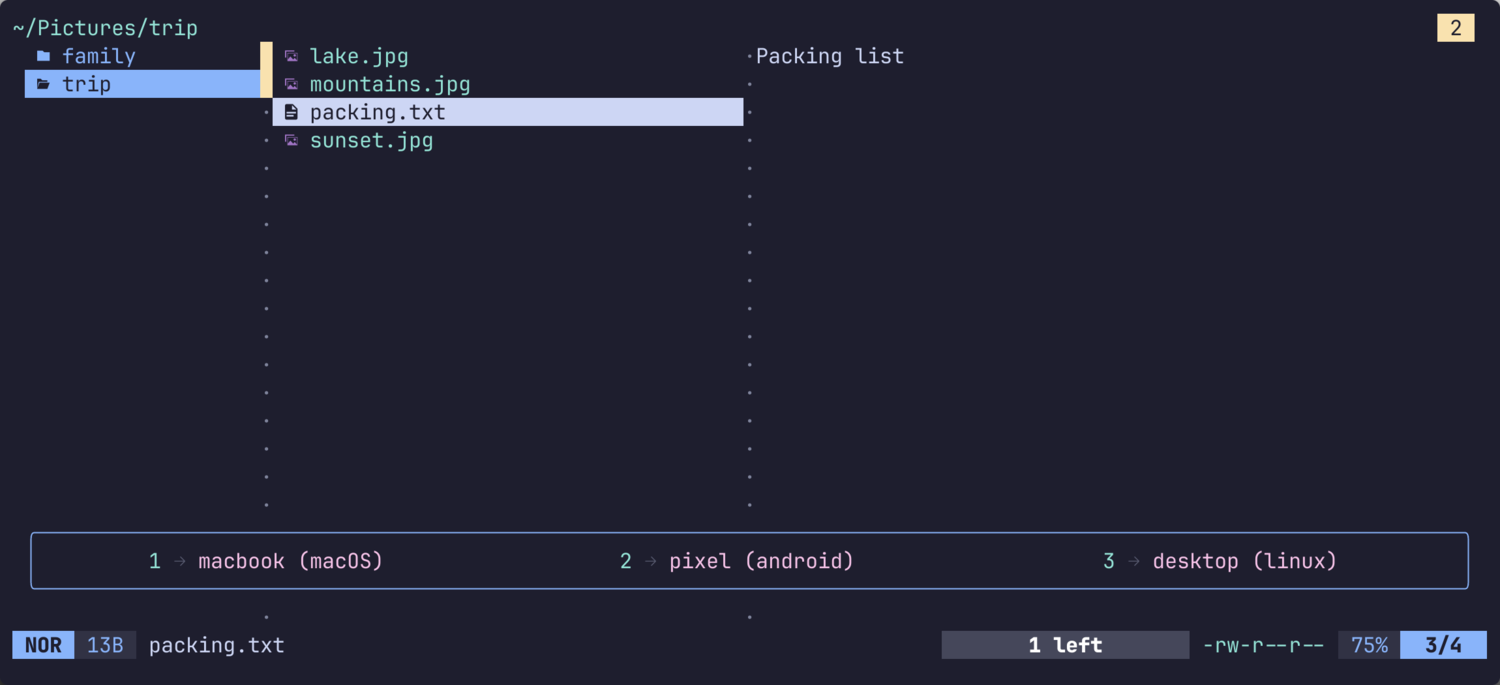 ~/Pictures/trip 2
family
trip
lake.jpg
mountains.jpg
packing.txt
sunset.jpg
Packing list
1 → macbook (macOS) 2 → pixel (android) 3 → desktop (linux)
NOR 13B packing.txt 1 left -rw-r--r-- 75% 3/4